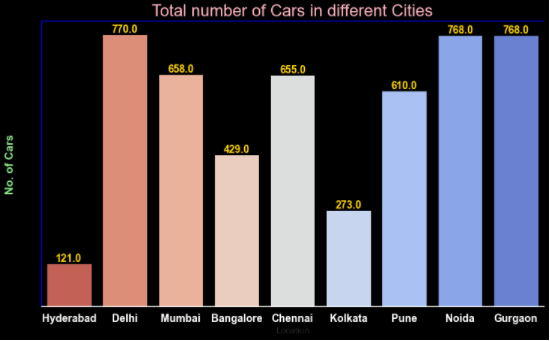 Total number of Cars in different Cities
770.0
768.0
768.0
658.0
655.0
610.0
429.0
273.0
121.0
No. of Cars
Hyderabad Delhi Mumbai Bangalore Chennai Kolkata Pune Noida Gurgaon
Location